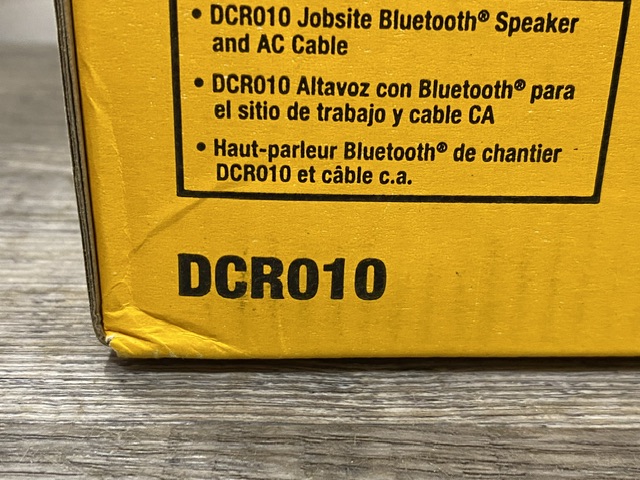 • DCR010 Jobsite Bluetooth® Speaker
and AC Cable
• DCR010 Altavoz con Bluetooth® para
el sitio de trabajo y cable CA
• Haut-parleur Bluetooth® de chantier
DCR010 et câble c.a.
DCR010